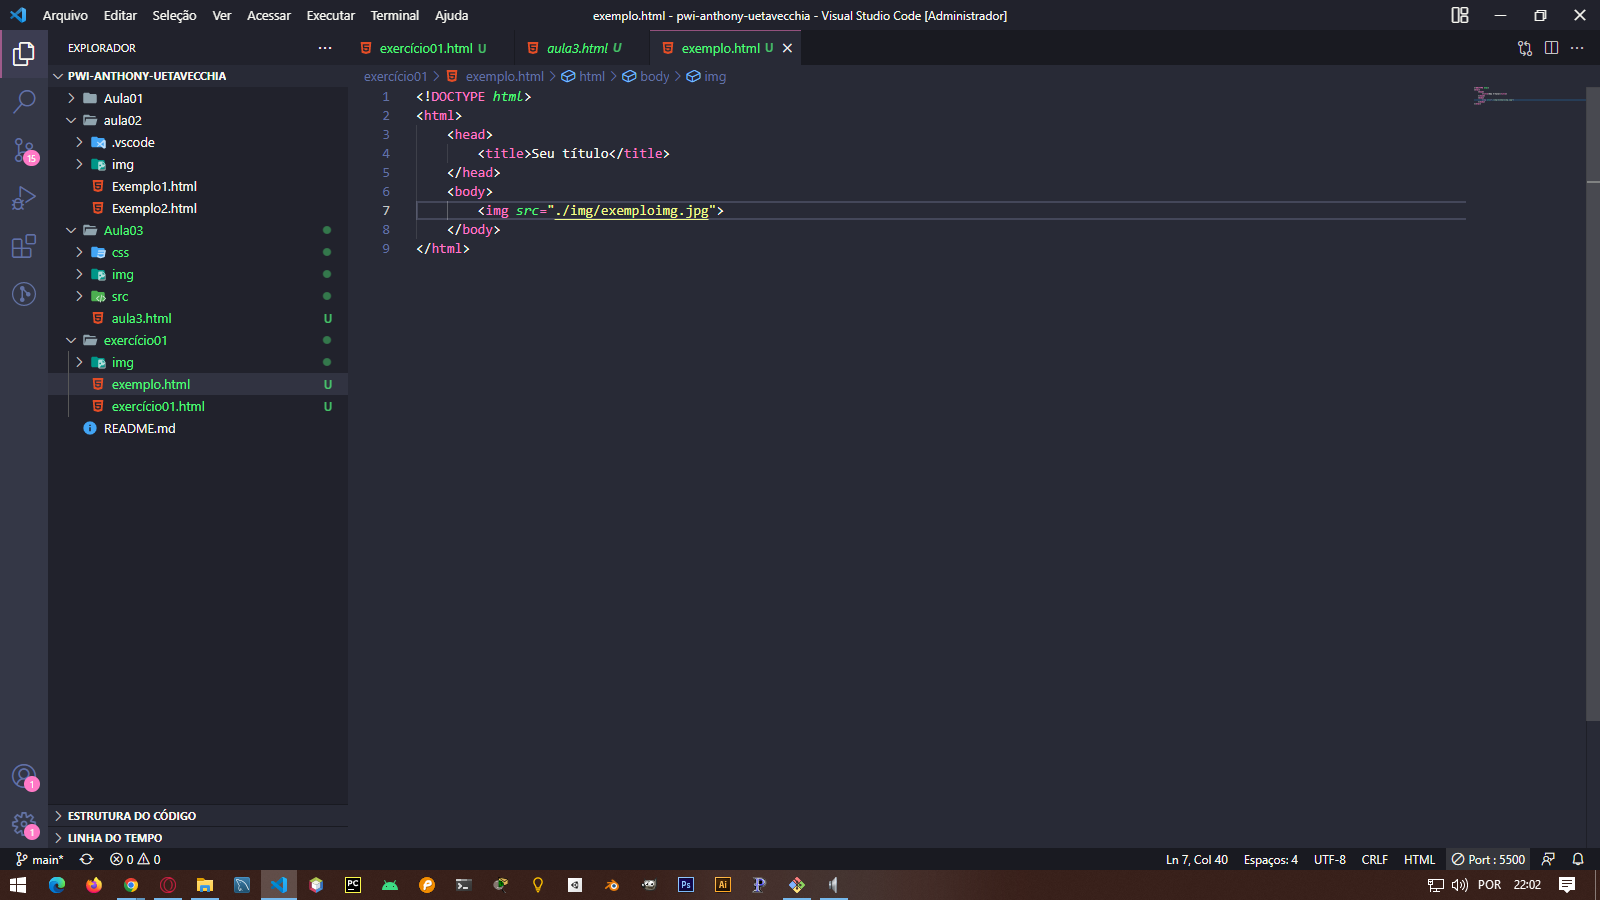 Arquivo Editar Seleção Ver Acessar Executar Terminal Ajuda
exemplo.html - pwi-anthony-uetavecchia - Visual Studio Code [Administrador]
EXPLORADOR
PWI-ANTHONY-UETAVECCHIA
Aula01
aula02
.vscode
img
Exemplo1.html
Exemplo2.html
Aula03
css
img
src
aula3.html U
exercício01
img
exemplo.html U
exercício01.html U
README.md
ESTRUTURA DO CÓDIGO
LINHA DO TEMPO
15
1
1
exercício01.html U aula3.html U exemplo.html U
exercício01 > exemplo.html > html > body > img
1 <!DOCTYPE html>
2 <html>
3 <head>
4 <title>Seu título</title>
5 </head>
6 <body>
7 <img src="./img/exemploimg.jpg">
8 </body>
9 </html>
main* 0 0
Ln 7, Col 40 Espaços: 4 UTF-8 CRLF HTML Port : 5500
PC Ps Ai
POR 22:02